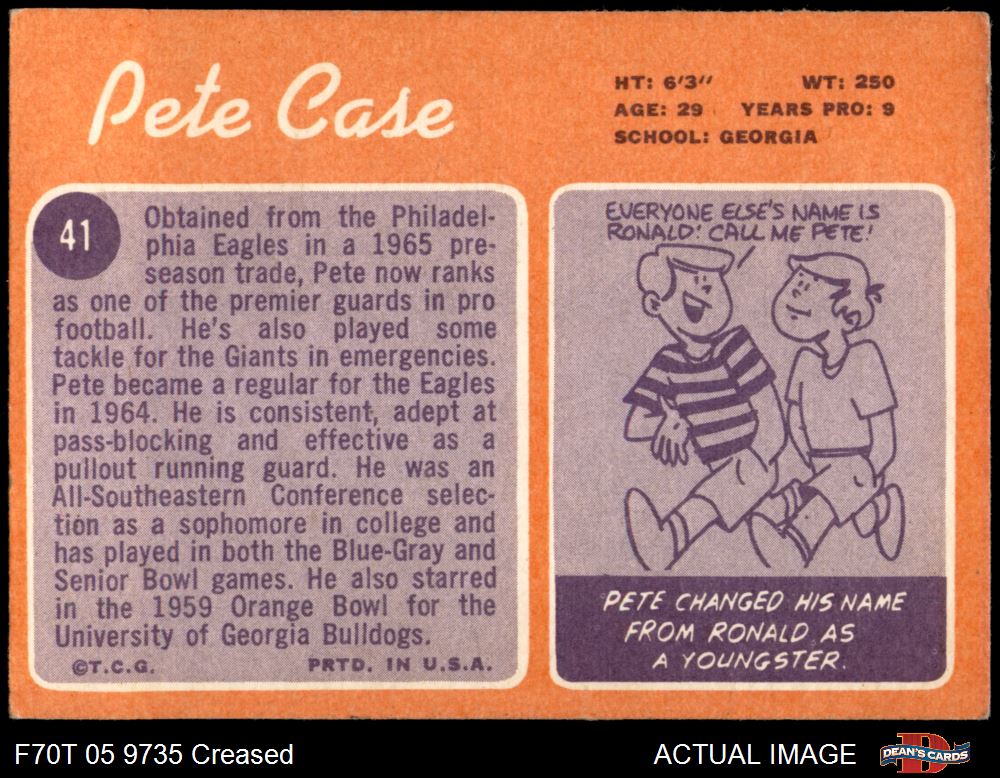 Pete Case
HT: 6'3'' WT: 250
AGE: 29 YEARS PRO: 9
SCHOOL: GEORGIA
41
Obtained from the Philadel-
phia Eagles in a 1965 pre-
season trade, Pete now ranks
as one of the premier guards in pro
football. He's also played some
tackle for the Giants in emergencies.
Pete became a regular for the Eagles
in 1964. He is consistent, adept at
pass-blocking and effective as a
pullout running guard. He was an
All-Southeastern Conference selec-
tion as a sophomore in college and
has played in both the Blue-Gray and
Senior Bowl games. He also starred
in the 1959 Orange Bowl for the
University of Georgia Bulldogs.
©T.C.G. PRTD. IN U.S.A.
EVERYONE ELSE'S NAME IS
RONALD! CALL ME PETE!
PETE CHANGED HIS NAME
FROM RONALD AS
A YOUNGSTER.
F70T 05 9735 Creased
ACTUAL IMAGE
DEAN'S CARDS